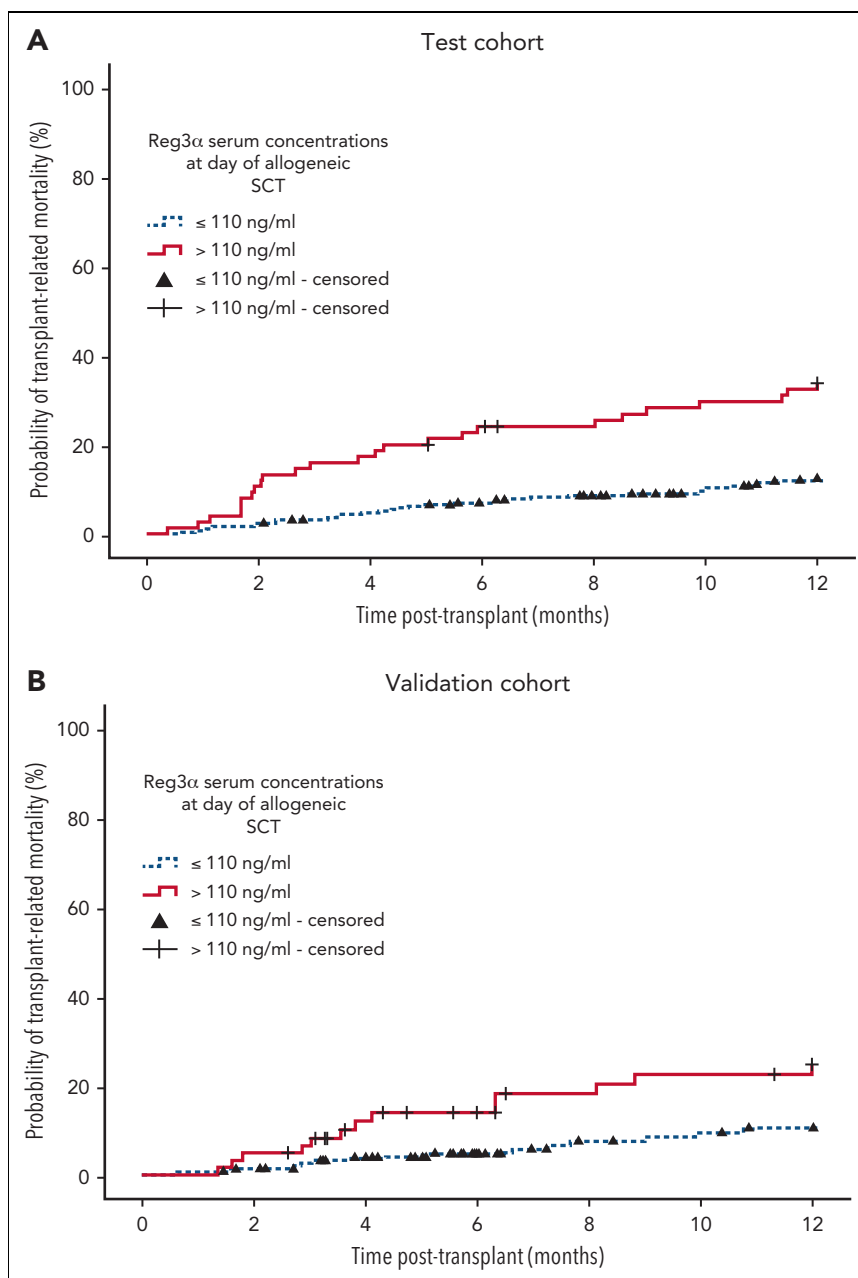 A
Test cohort
Probability of transplant-related mortality (%)
100
80
60
40
20
0
Reg3α serum concentrations
at day of allogeneic
SCT
≤ 110 ng/ml
> 110 ng/ml
≤ 110 ng/ml - censored
> 110 ng/ml - censored
0 2 4 6 8 10 12
Time post-transplant (months)
B
Validation cohort
Probability of transplant-related mortality (%)
100
80
60
40
20
0
Reg3α serum concentrations
at day of allogeneic
SCT
≤ 110 ng/ml
> 110 ng/ml
≤ 110 ng/ml - censored
> 110 ng/ml - censored
0 2 4 6 8 10 12
Time post-transplant (months)